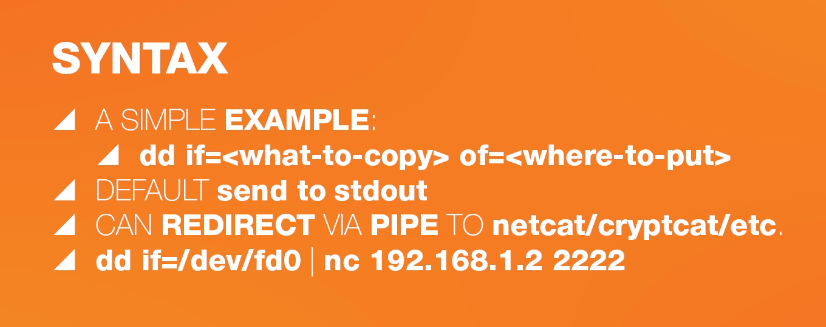 SYNTAX
A SIMPLE EXAMPLE:
dd if=<what-to-copy> of=<where-to-put>
DEFAULT send to stdout
CAN REDIRECT VIA PIPE TO netcat/cryptcat/etc.
dd if=/dev/fd0 | nc 192.168.1.2 2222